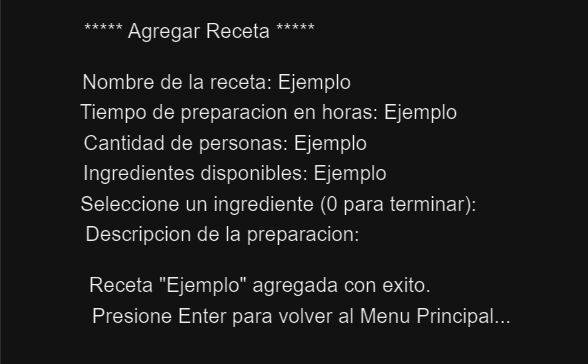 ***** Agregar Receta *****
Nombre de la receta: Ejemplo
Tiempo de preparacion en horas: Ejemplo
Cantidad de personas: Ejemplo
Ingredientes disponibles: Ejemplo
Seleccione un ingrediente (0 para terminar):
Descripcion de la preparacion:
Receta "Ejemplo" agregada con exito.
Presione Enter para volver al Menu Principal...